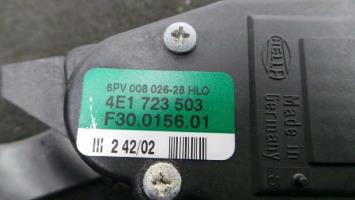 6PV 008 026-28 HLO
4E1 723 503
F30.0156.01
2 42/02
HELLA
Made in
Germany